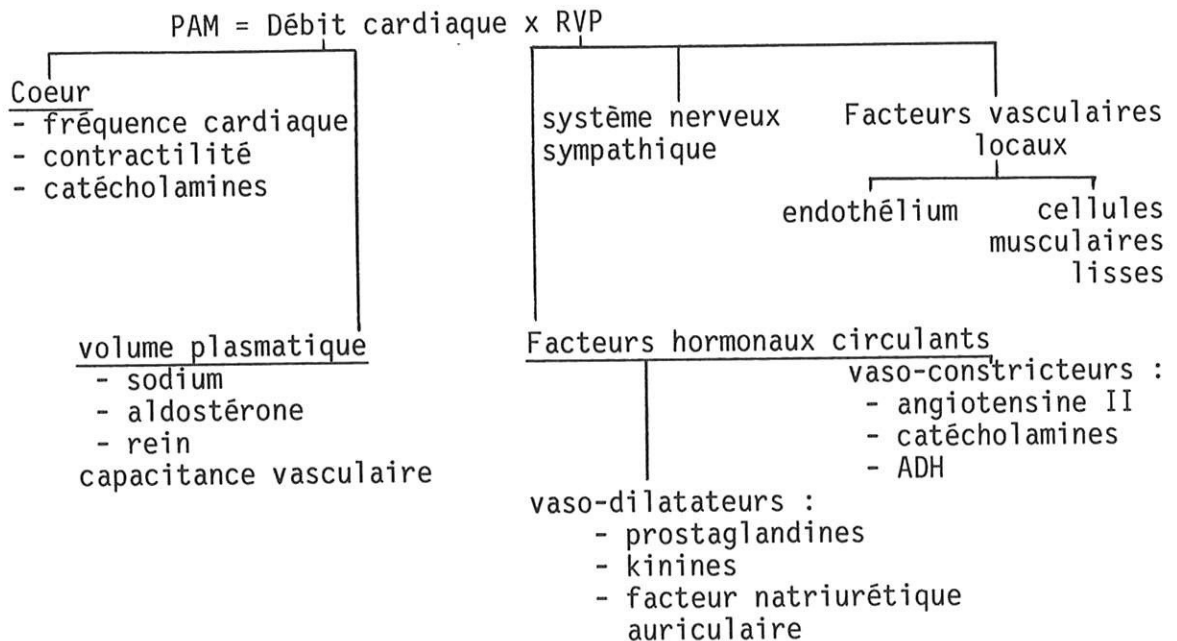 PAM = Débit cardiaque x RVP
Coeur
- fréquence cardiaque
- contractilité
- catécholamines
volume plasmatique
- sodium
- aldostérone
- rein
capacitance vasculaire
système nerveux
sympathique
Facteurs vasculaires
locaux
endothélium
cellules
musculaires
lisses
Facteurs hormonaux circulants
vaso-constricteurs :
- angiotensine II
- catécholamines
- ADH
vaso-dilatateurs :
- prostaglandines
- kinines
- facteur natriurétique
auriculaire